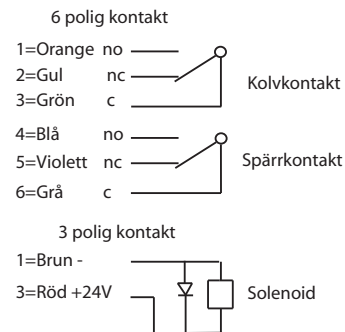 6 polig kontakt
1=Orange no
2=Gul nc
3=Grön c
Kolvkontakt
4=Blå no
5=Violett nc
6=Grå c
Spärrkontakt
3 polig kontakt
1=Brun -
3=Röd +24V
Solenoid